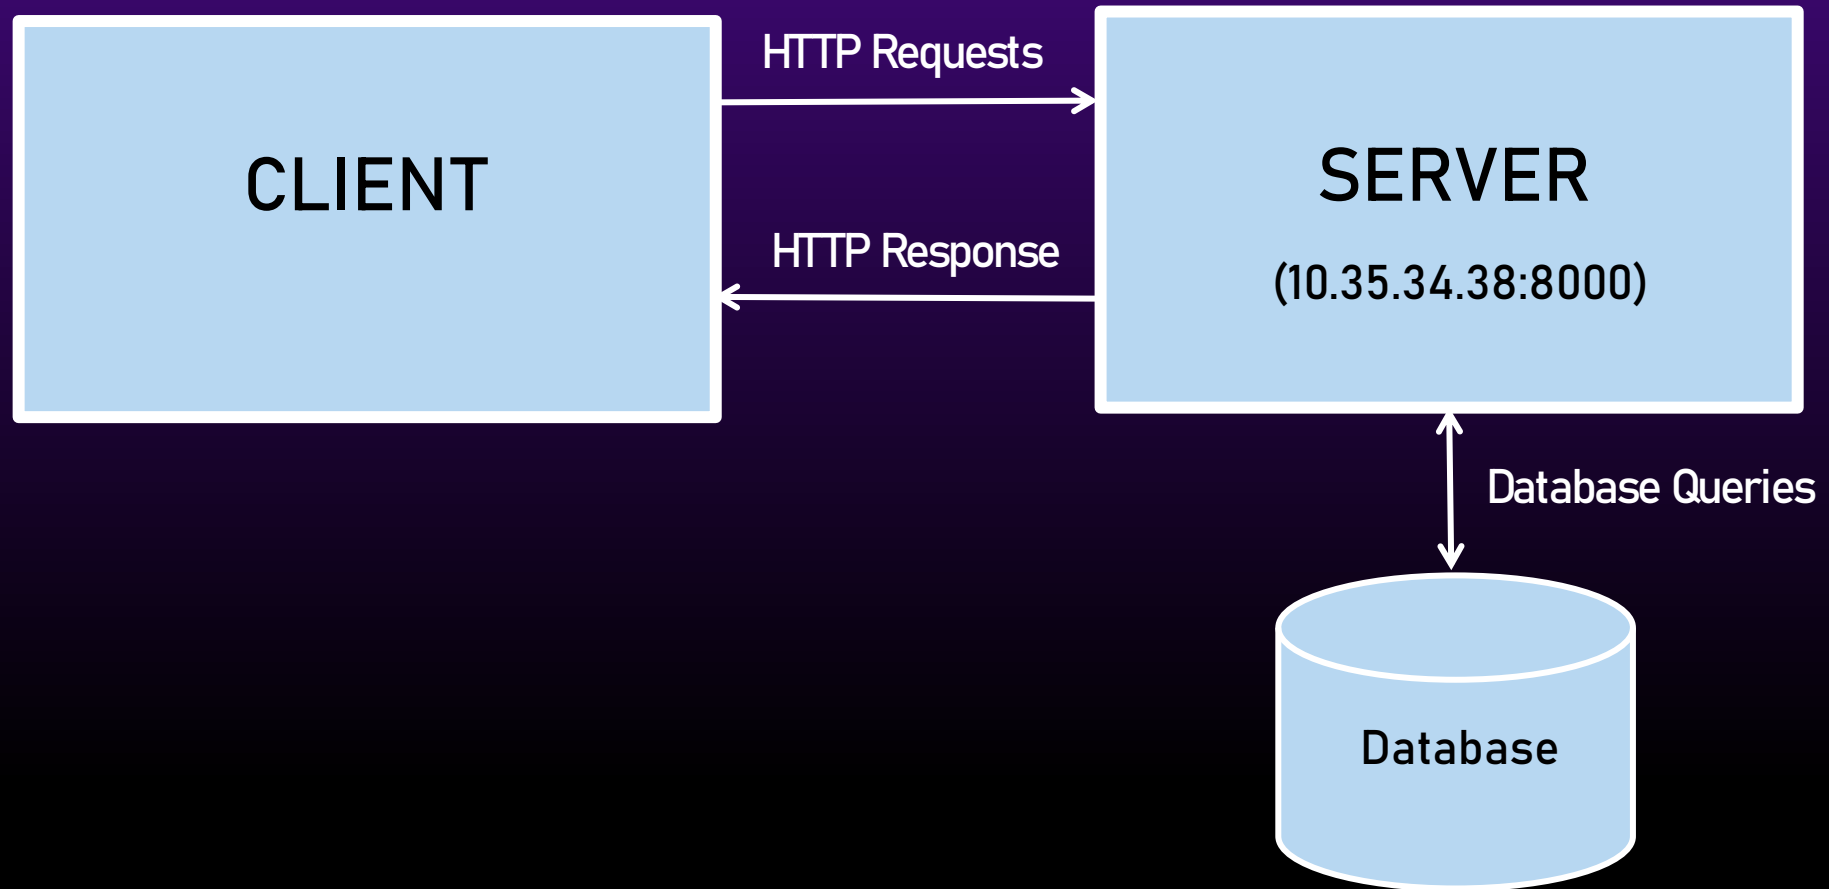 HTTP Requests
CLIENT
SERVER
HTTP Response
(10.35.34.38:8000)
Database Queries
Database